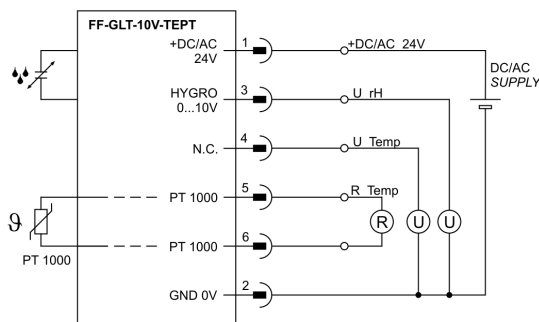 FF-GLT-10V-TEPT
+DC/AC 24V
1
+DC/AC 24V
DC/AC
SUPPLY
HYGRO
0...10V
3
U rH
N.C.
4
U Temp
PT 1000
5
R Temp
R
U
U
ϑ
PT 1000
PT 1000
6
GND 0V
2